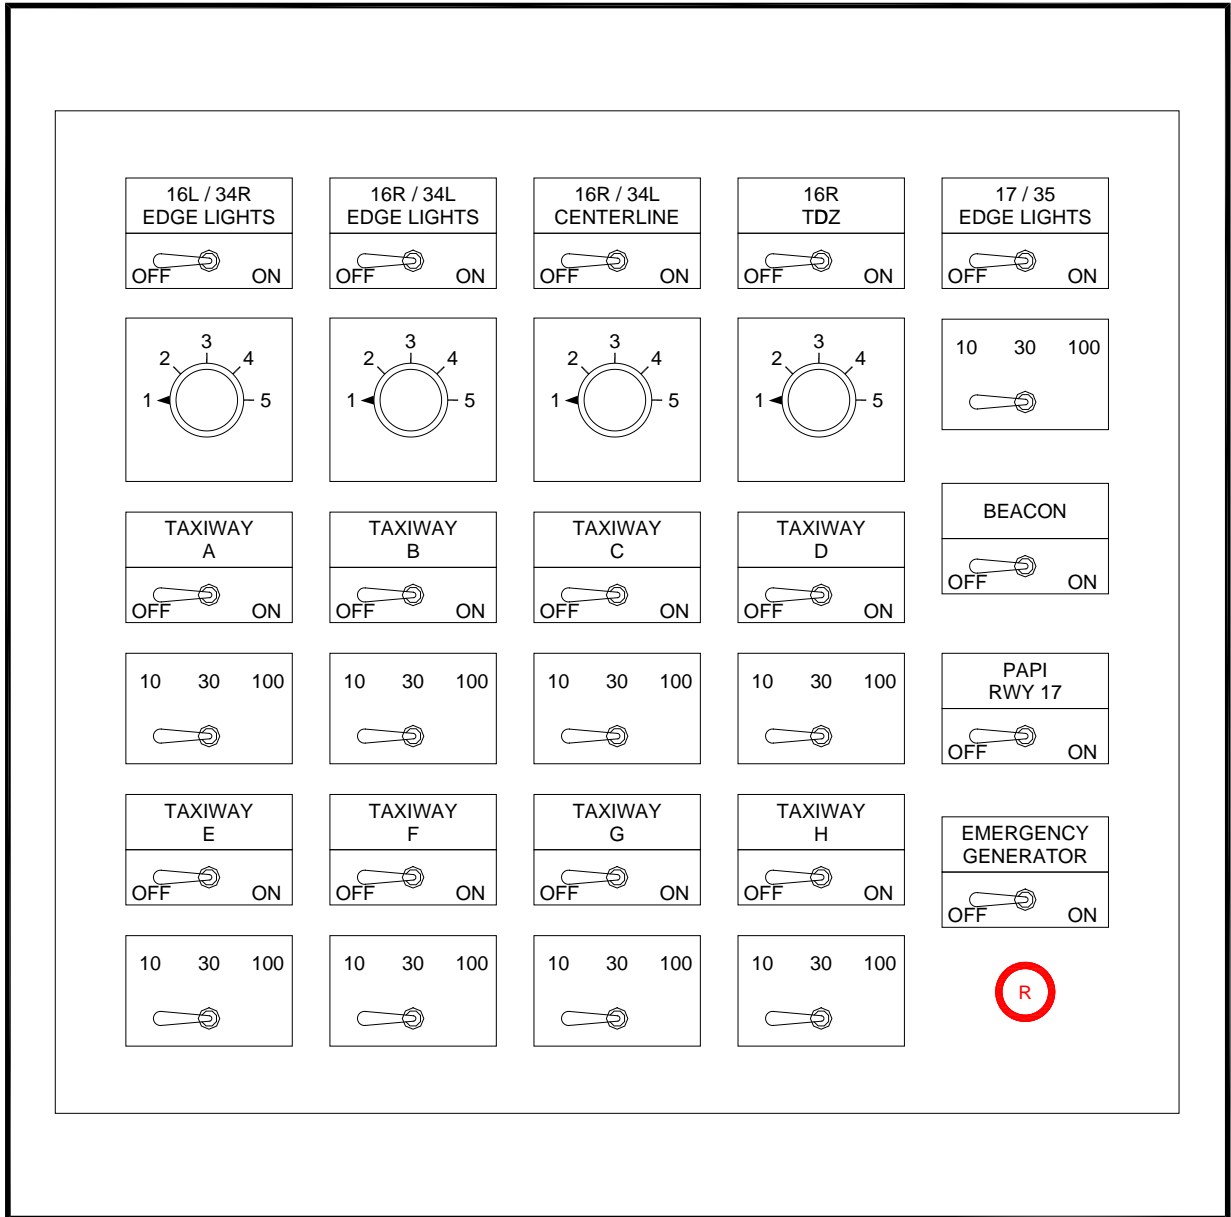 16L / 34R
EDGE LIGHTS
OFF ON
16R / 34L
EDGE LIGHTS
OFF ON
16R / 34L
CENTERLINE
OFF ON
16R
TDZ
OFF ON
17 / 35
EDGE LIGHTS
OFF ON
1 2 3 4 5
1 2 3 4 5
1 2 3 4 5
1 2 3 4 5
10 30 100
TAXIWAY
A
OFF ON
TAXIWAY
B
OFF ON
TAXIWAY
C
OFF ON
TAXIWAY
D
OFF ON
BEACON
OFF ON
10 30 100
10 30 100
10 30 100
10 30 100
PAPI
RWY 17
OFF ON
TAXIWAY
E
OFF ON
TAXIWAY
F
OFF ON
TAXIWAY
G
OFF ON
TAXIWAY
H
OFF ON
EMERGENCY
GENERATOR
OFF ON
10 30 100
10 30 100
10 30 100
10 30 100
R